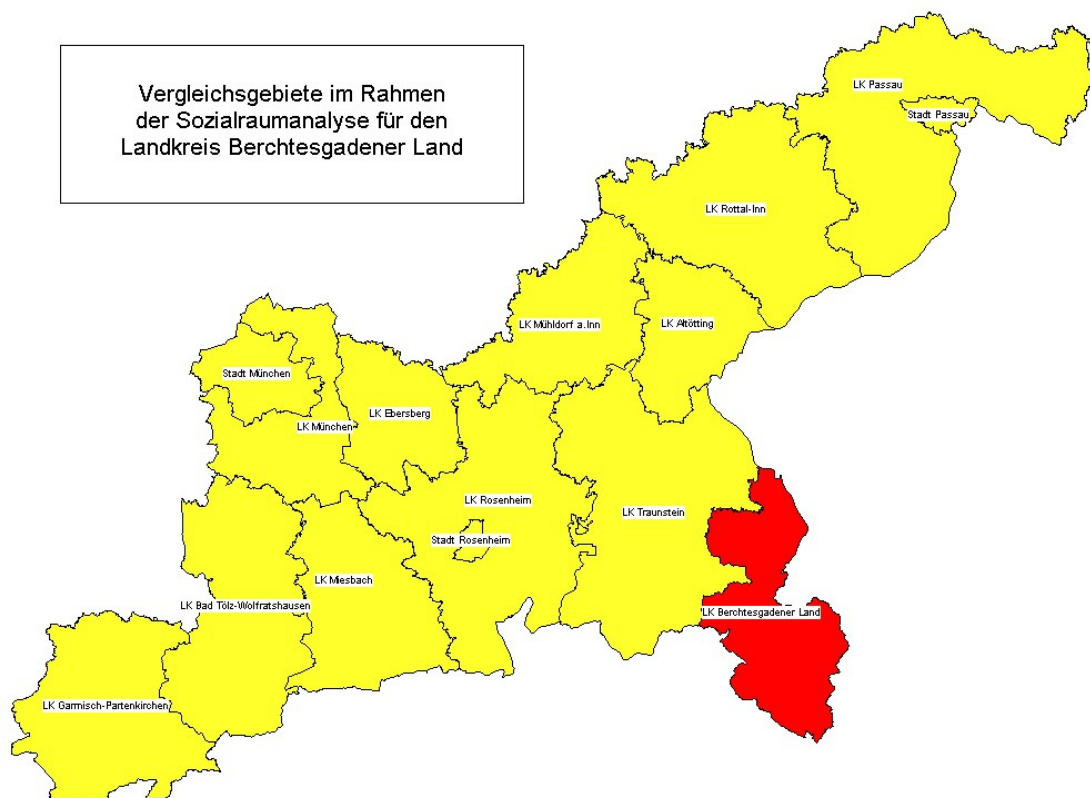 Vergleichsgebiete im Rahmen
der Sozialraumanalyse für den
Landkreis Berchtesgadener Land
LK Passau
Stadt Passau
LK Rottal-Inn
LK Mühldorf a.Inn
LK Altötting
Stadt München
LK Ebersberg
LK München
LK Rosenheim
LK Traunstein
Stadt Rosenheim
LK Miesbach
LK Bad Tölz-Wolfratshausen
LK Berchtesgadener Land
LK Garmisch-Partenkirchen